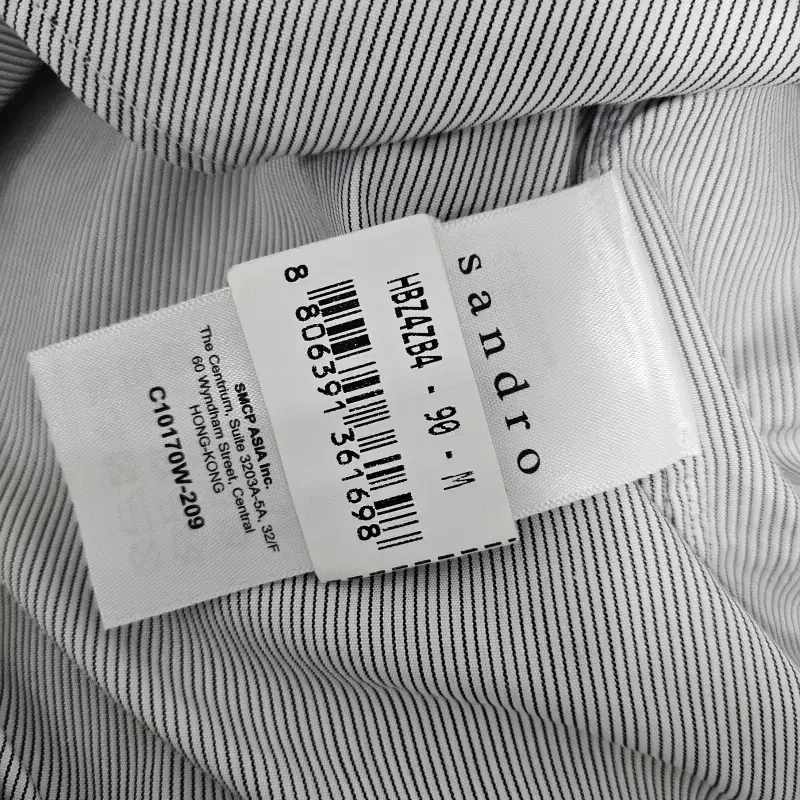 sandro
HBZ4ZB4 - 90 - M
8 806391 361698
SMCP ASIA Inc.
The Centrium, Suite 3203A-5A, 32/F
60 Wyndham Street, Central
HONG-KONG
C10170W-209